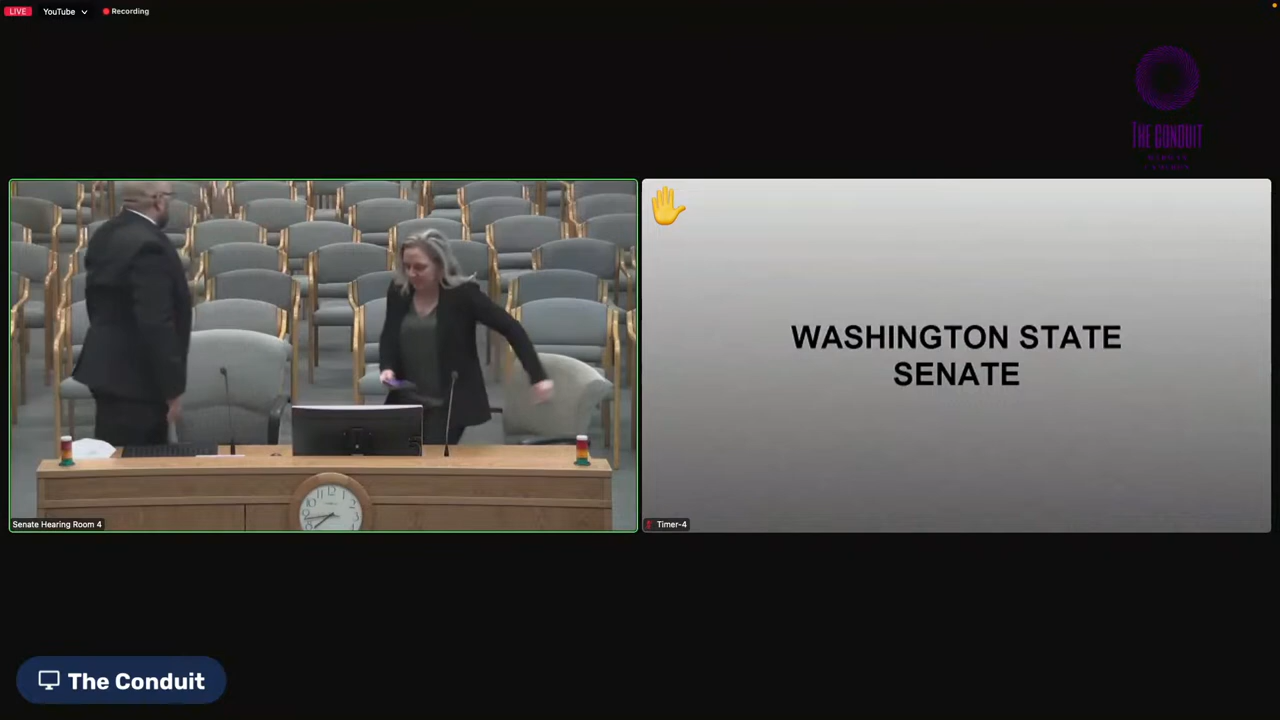 LIVE
YouTube
Recording
THE CONDUIT
WASHINGTON STATE
SENATE
Senate Hearing Room 4
Timer-4
The Conduit